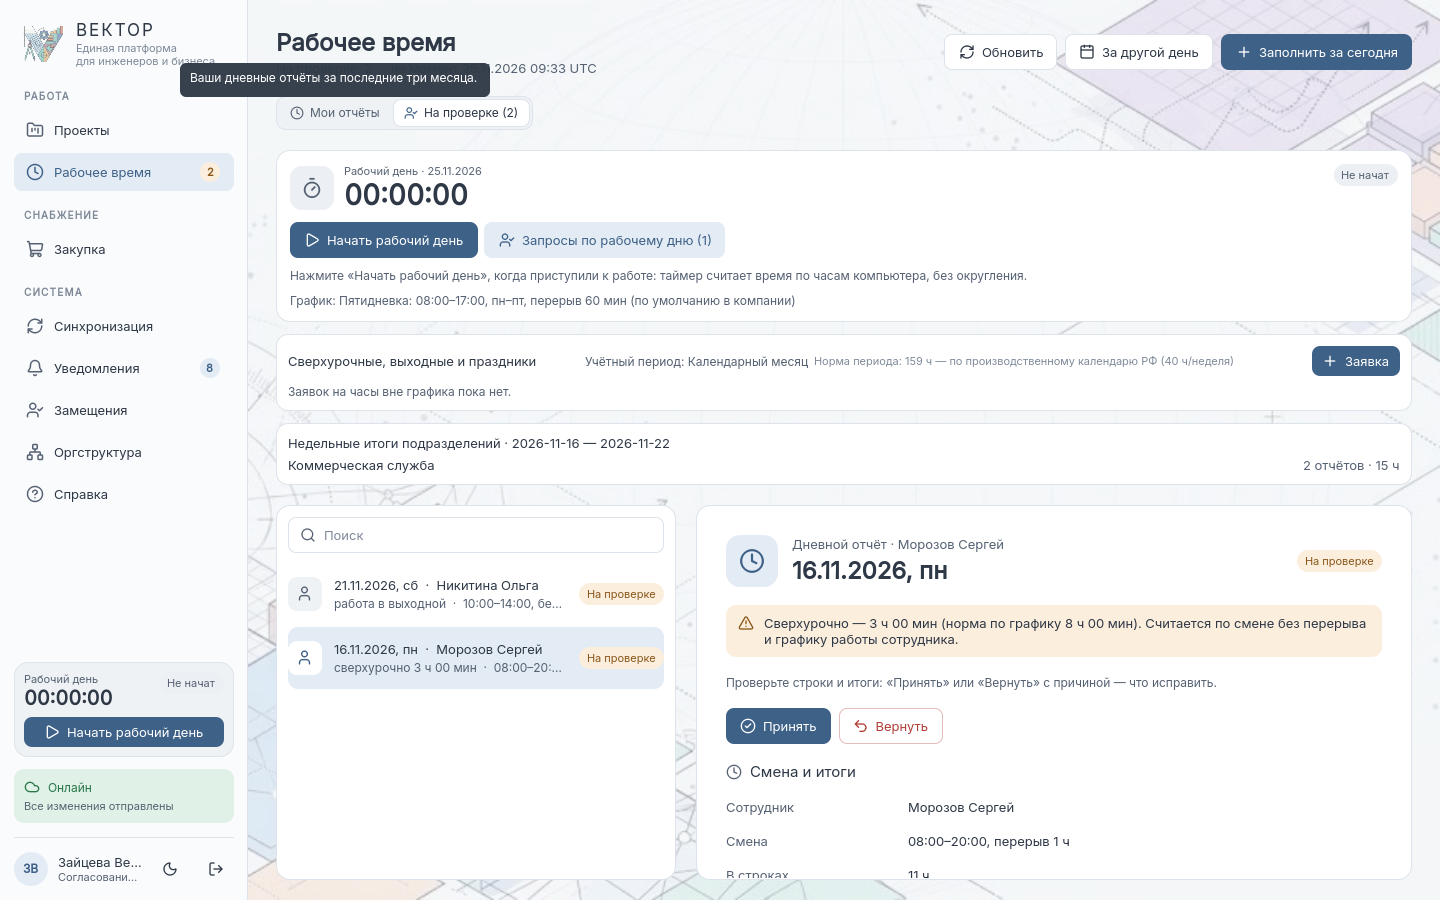 ВЕКТОР
Единая платформа
для инженеров и бизнеса
РАБОТА
Проекты
Рабочее время 2
СНАБЖЕНИЕ
Закупка
СИСТЕМА
Синхронизация
Уведомления 8
Замещения
Оргструктура
Справка
Рабочий день Не начат
00:00:00
Начать рабочий день
Онлайн
Все изменения отправлены
ЗВ Зайцева Ве...
Согласовани...
Рабочее время
Обновить За другой день Заполнить за сегодня
.2026 09:33 UTC
Ваши дневные отчёты за последние три месяца.
Мои отчёты На проверке (2)
Рабочий день · 25.11.2026 Не начат
00:00:00
Начать рабочий день Запросы по рабочему дню (1)
Нажмите «Начать рабочий день», когда приступили к работе: таймер считает время по часам компьютера, без округления.
График: Пятидневка: 08:00–17:00, пн–пт, перерыв 60 мин (по умолчанию в компании)
Сверхурочные, выходные и праздники Учётный период: Календарный месяц Норма периода: 159 ч — по производственному календарю РФ (40 ч/неделя) Заявка
Заявок на часы вне графика пока нет.
Недельные итоги подразделений · 2026-11-16 — 2026-11-22
Коммерческая служба 2 отчётов · 15 ч
Поиск
21.11.2026, сб · Никитина Ольга
работа в выходной · 10:00–14:00, бе... На проверке
16.11.2026, пн · Морозов Сергей
сверхурочно 3 ч 00 мин · 08:00–20:... На проверке
Дневной отчёт · Морозов Сергей
16.11.2026, пн На проверке
Сверхурочно — 3 ч 00 мин (норма по графику 8 ч 00 мин). Считается по смене без перерыва
и графику работы сотрудника.
Проверьте строки и итоги: «Принять» или «Вернуть» с причиной — что исправить.
Принять Вернуть
Смена и итоги
Сотрудник Морозов Сергей
Смена 08:00–20:00, перерыв 1 ч
В строках 11 ч